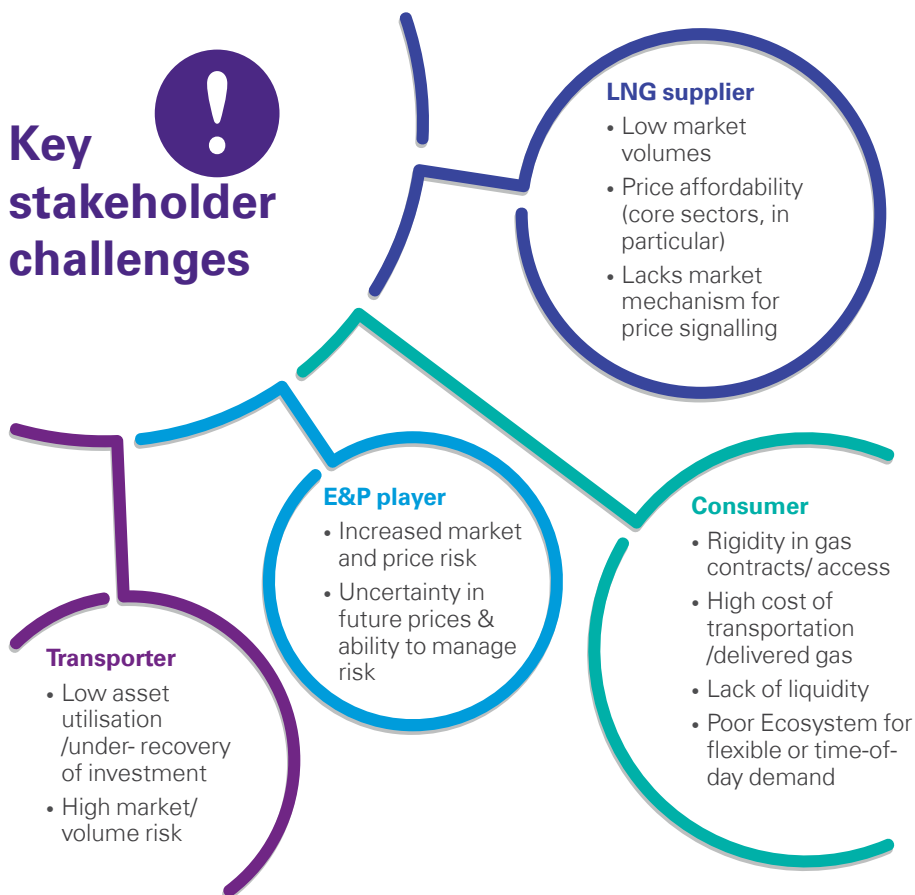 Key
stakeholder
challenges
!
LNG supplier
• Low market
volumes
• Price affordability
(core sectors, in
particular)
• Lacks market
mechanism for
price signalling
E&P player
• Increased market
and price risk
• Uncertainty in
future prices &
ability to manage
risk
Consumer
• Rigidity in gas
contracts/ access
• High cost of
transportation
/delivered gas
• Lack of liquidity
• Poor Ecosystem for
flexible or time-of-
day demand
Transporter
• Low asset
utilisation
/under- recovery
of investment
• High market/
volume risk